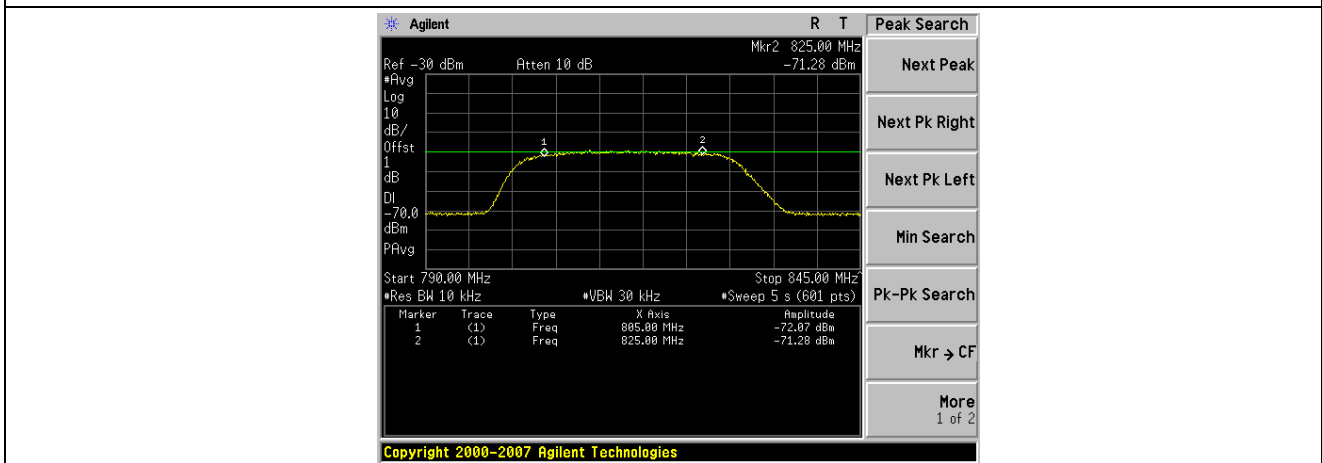 Agilent R T Peak Search
Mkr2 825.00 MHz
Ref -30 dBm Atten 10 dB -71.28 dBm
#Avg
Log
10
dB/
Offst
1
dB
DI
-70.0
dBm
PAvg
1
2
Start 790.00 MHz Stop 845.00 MHz^
#Res BW 10 kHz #VBW 30 kHz #Sweep 5 s (601 pts)
Marker Trace Type X Axis Amplitude
1 (1) Freq 805.00 MHz -72.07 dBm
2 (1) Freq 825.00 MHz -71.28 dBm
Next Peak
Next Pk Right
Next Pk Left
Min Search
Pk-Pk Search
Mkr → CF
More
1 of 2
Copyright 2000-2007 Agilent Technologies